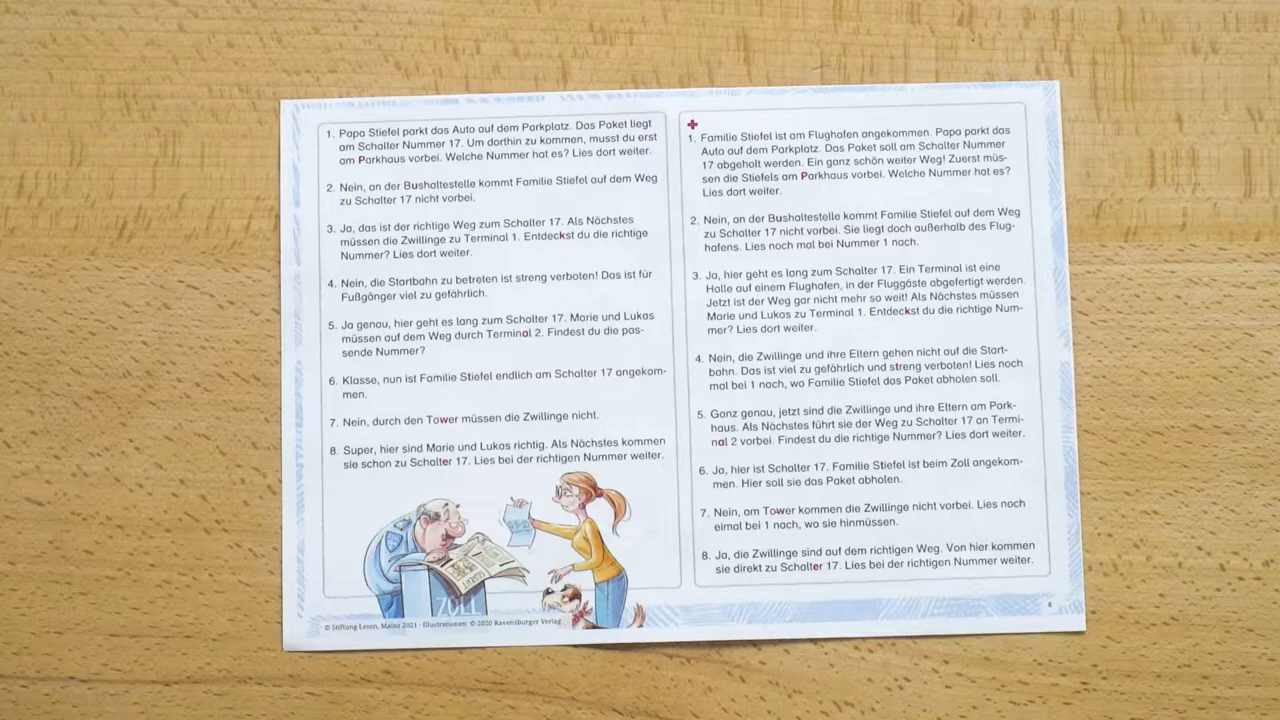 1. Papa Stiefel parkt das Auto auf dem Parkplatz. Das Paket liegt
am Schalter Nummer 17. Um dorthin zu kommen, musst du erst
am Parkhaus vorbei. Welche Nummer hat es? Lies dort weiter.
2. Nein, an der Bushaltestelle kommt Familie Stiefel auf dem Weg
zu Schalter 17 nicht vorbei.
3. Ja, das ist der richtige Weg zum Schalter 17. Als Nächstes
müssen die Zwillinge zu Terminal 1. Entdeckst du die richtige
Nummer? Lies dort weiter.
4. Nein, die Startbahn zu betreten ist streng verboten! Das ist für
Fußgänger viel zu gefährlich.
5. Ja genau, hier geht es lang zum Schalter 17. Marie und Lukas
müssen auf dem Weg durch Terminal 2. Findest du die pas-
sende Nummer?
6. Klasse, nun ist Familie Stiefel endlich am Schalter 17 angekom-
men.
7. Nein, durch den Tower müssen die Zwillinge nicht.
8. Super, hier sind Marie und Lukas richtig. Als Nächstes kommen
sie schon zu Schalter 17. Lies bei der richtigen Nummer weiter.
ZOLL
© Stiftung Lesen, Mainz 2021 · Illustrationen: © 2020 Ravensburger Verlag
1. Familie Stiefel ist am Flughafen angekommen. Papa parkt das
Auto auf dem Parkplatz. Das Paket soll am Schalter Nummer
17 abgeholt werden. Ein ganz schön weiter Weg! Zuerst müs-
sen die Stiefels am Parkhaus vorbei. Welche Nummer hat es?
Lies dort weiter.
2. Nein, an der Bushaltestelle kommt Familie Stiefel auf dem Weg
zu Schalter 17 nicht vorbei. Sie liegt doch außerhalb des Flug-
hafens. Lies noch mal bei Nummer 1 nach.
3. Ja, hier geht es lang zum Schalter 17. Ein Terminal ist eine
Halle auf einem Flughafen, in der Fluggäste abgefertigt werden.
Jetzt ist der Weg gar nicht mehr so weit! Als Nächstes müssen
Marie und Lukas zu Terminal 1. Entdeckst du die richtige Num-
mer? Lies dort weiter.
4. Nein, die Zwillinge und ihre Eltern gehen nicht auf die Start-
bahn. Das ist viel zu gefährlich und streng verboten! Lies noch
mal bei 1 nach, wo Familie Stiefel das Paket abholen soll.
5. Ganz genau, jetzt sind die Zwillinge und ihre Eltern am Park-
haus. Als Nächstes führt sie der Weg zu Schalter 17 an Termi-
nal 2 vorbei. Findest du die richtige Nummer? Lies dort weiter.
6. Ja, hier ist Schalter 17. Familie Stiefel ist beim Zoll angekom-
men. Hier soll sie das Paket abholen.
7. Nein, am Tower kommen die Zwillinge nicht vorbei. Lies noch
eimal bei 1 nach, wo sie hinmüssen.
8. Ja, die Zwillinge sind auf dem richtigen Weg. Von hier kommen
sie direkt zu Schalter 17. Lies bei der richtigen Nummer weiter.